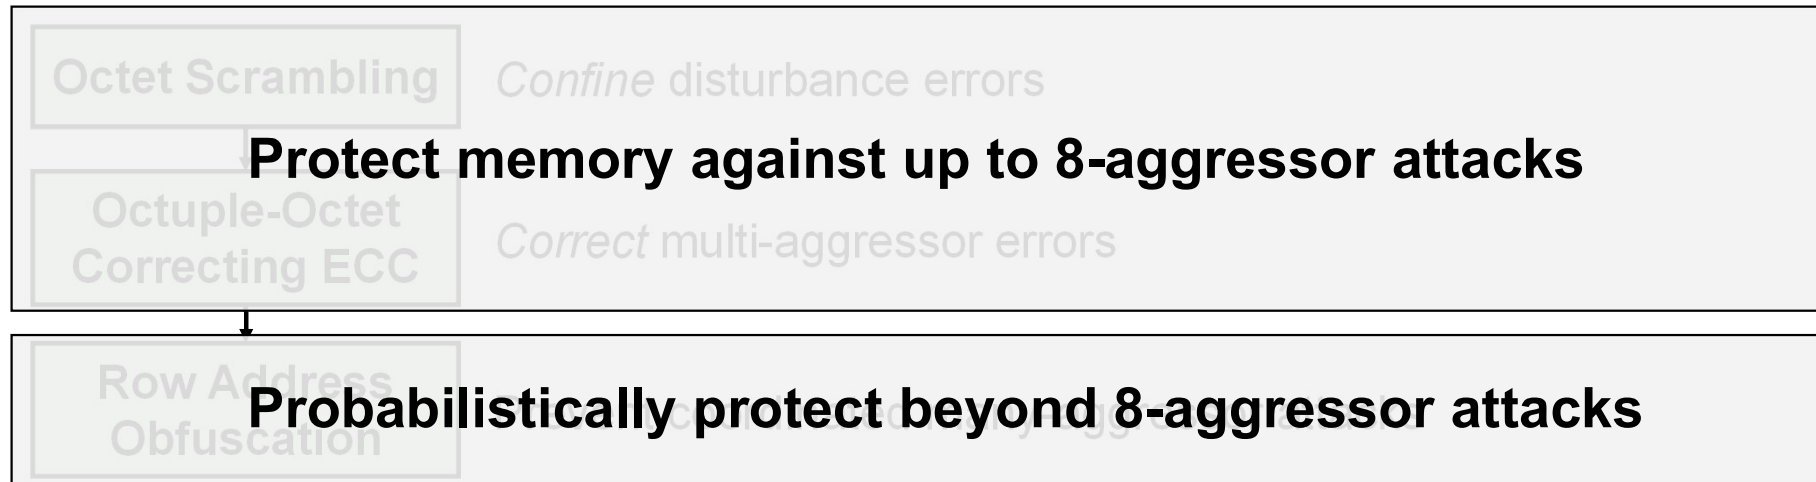 Octet Scrambling
Confine disturbance errors
Protect memory against up to 8-aggressor attacks
Octuple-Octet
Correcting ECC
Correct multi-aggressor errors
Row Address
Obfuscation
Probabilistically protect beyond 8-aggressor attacks